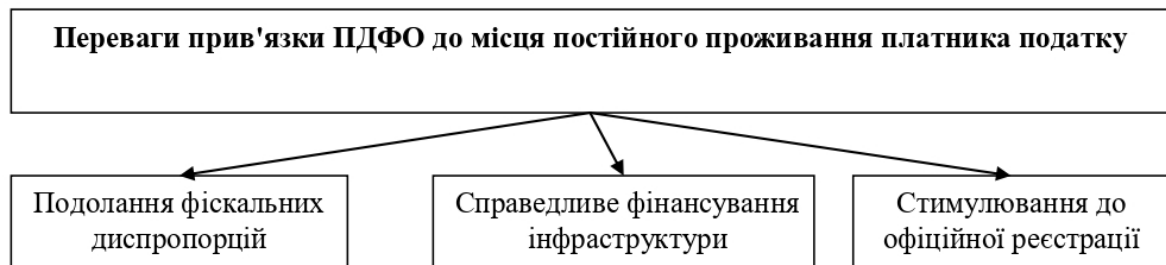 Переваги прив'язки ПДФО до місця постійного проживання платника податку
Подолання фіскальних
диспропорцій
Справедливе фінансування
інфраструктури
Стимулювання до
офіційної реєстрації